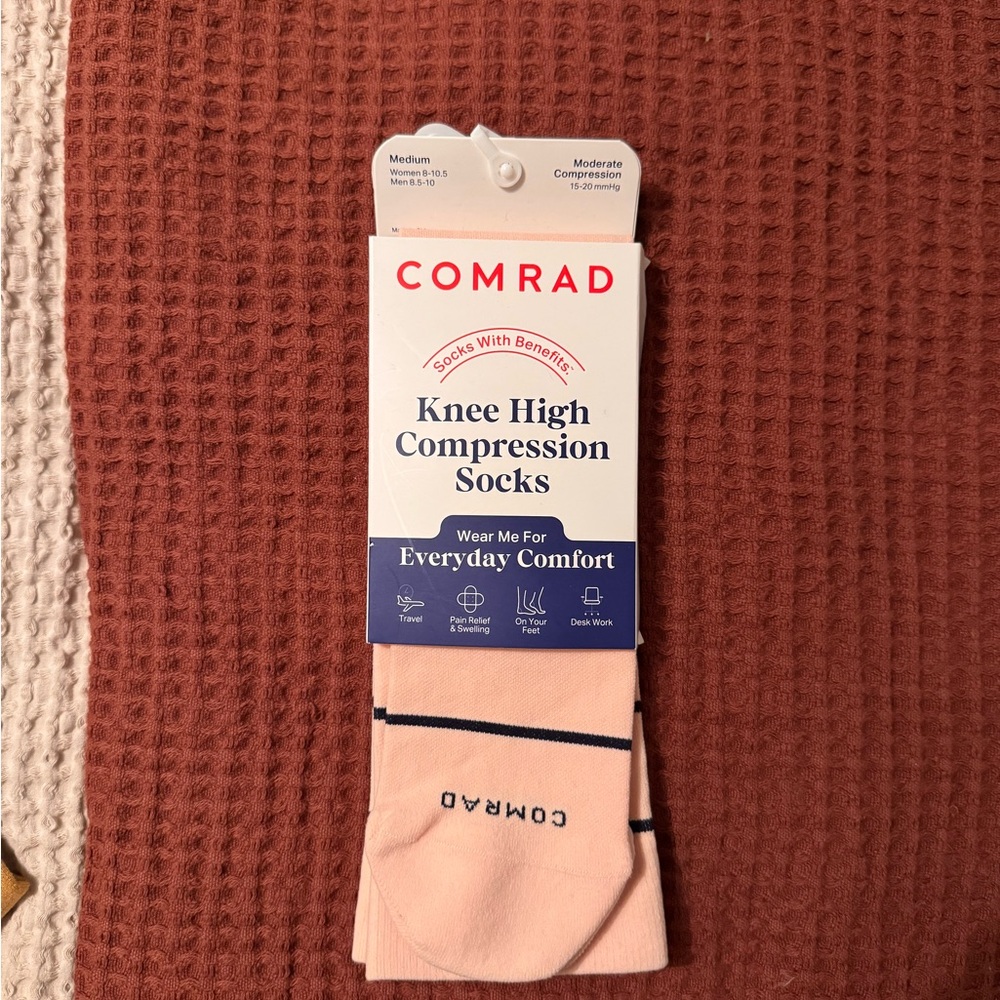 Medium
Women 8-10.5
Men 8.5-10
Moderate
Compression
15-20 mmHg
COMRAD
Socks With Benefits.™
Knee High
Compression
Socks
Wear Me For
Everyday Comfort
Travel
Pain Relief
& Swelling
On Your
Feet
Desk Work
COMRAD